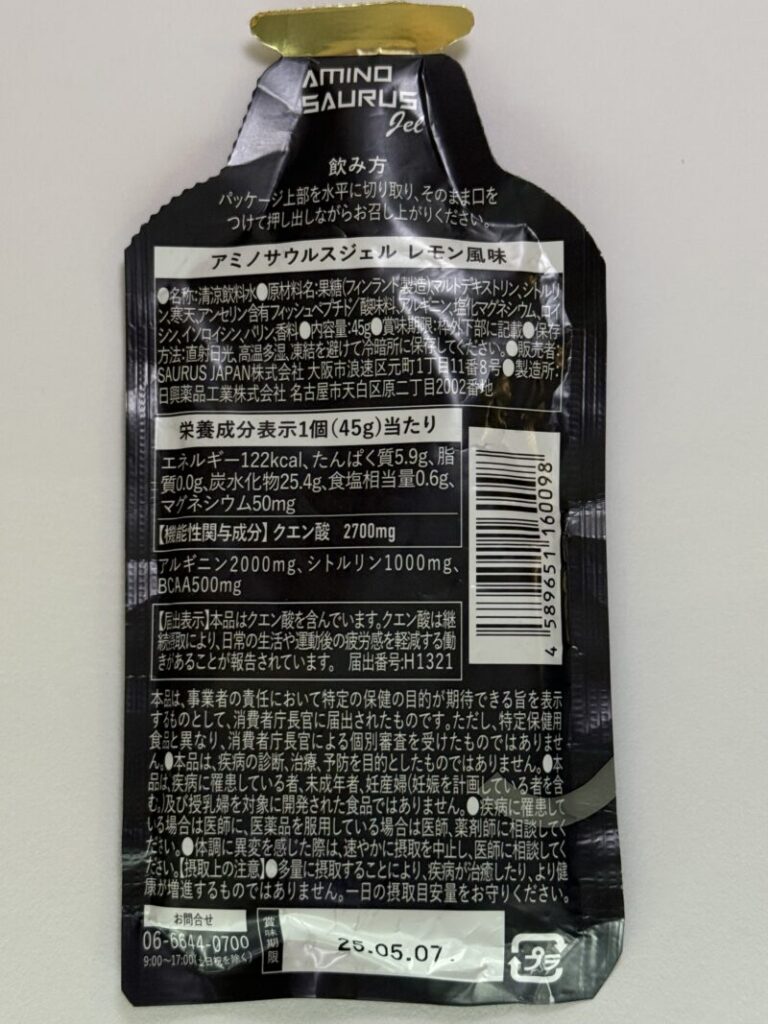 AMINO
SAURUS
Jel
飲み方
パッケージ上部を水平に切り取り、そのまま口を
つけて押し出しながらお召し上がりください。
アミノサウルスジェル レモン風味
●名称:清涼飲料水●原材料名:果糖(フィンランド製造)マルトデキストリン、シトルリ
ン、寒天、アンセリン含有フィッシュペプチド/酸味料、アルギニン、塩化マグネシウム、ロイ
シン、イソロイシン、バリン、香料●内容量:45g●賞味期限:枠外下部に記載●保存
方法:直射日光、高温多湿、凍結を避けて冷暗所に保存してください。●販売者:
SAURUS JAPAN株式会社 大阪市浪速区元町1丁目11番8号●製造所:
日興薬品工業株式会社 名古屋市天白区原二丁目2002番地
栄養成分表示1個(45g)当たり
エネルギー122kcal、たんぱく質5.9g、脂
質0.0g、炭水化物25.4g、食塩相当量0.6g、
マグネシウム50mg
【機能性関与成分】クエン酸 2700mg
アルギニン2000mg、シトルリン1000mg、
BCAA500mg
【届出表示】本品はクエン酸を含んでいます。クエン酸は継
続摂取により、日常の生活や運動後の疲労感を軽減する働
きがあることが報告されています。 届出番号:H1321
4 589651 160098
本品は、事業者の責任において特定の保健の目的が期待できる旨を表示
するものとして、消費者庁長官に届出されたものです。ただし、特定保健用
食品と異なり、消費者庁長官による個別審査を受けたものではありませ
ん。●本品は、疾病の診断、治療、予防を目的としたものではありません。●本
品は、疾病に罹患している者、未成年者、妊産婦(妊娠を計画している者を含
む。)及び授乳婦を対象に開発された食品ではありません。●疾病に罹患して
いる場合は医師に、医薬品を服用している場合は医師、薬剤師に相談してく
ださい。●体調に異変を感じた際は、速やかに摂取を中止し、医師に相談してく
ださい。【摂取上の注意】●多量に摂取することにより、疾病が治癒したり、より健
康が増進するものではありません。一日の摂取目安量をお守りください。
お問合せ
06-6644-0700
9:00〜17:00(土日祝を除く)
賞味期限
25.05.07.
プラ